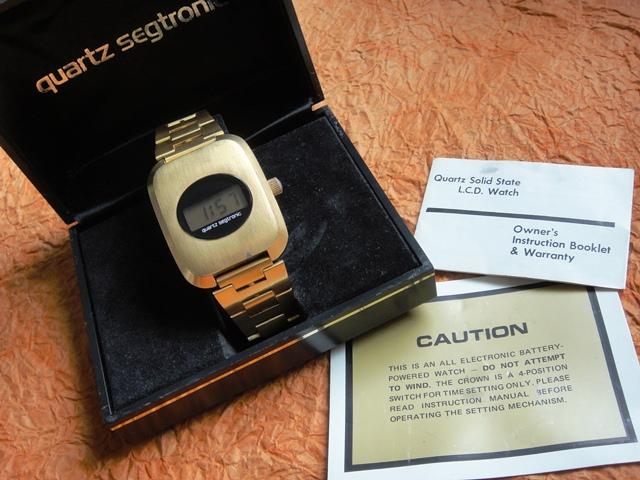 quartz segtronic
1:57
quartz segtronic
Quartz Solid State
L.C.D. Watch
Owner's
Instruction Booklet
& Warranty
CAUTION
THIS IS AN ALL ELECTRONIC BATTERY-
POWERED WATCH — DO NOT ATTEMPT
TO WIND. THE CROWN IS A 4-POSITION
SWITCH FOR TIME SETTING ONLY. PLEASE
READ INSTRUCTION MANUAL BEFORE
OPERATING THE SETTING MECHANISM.